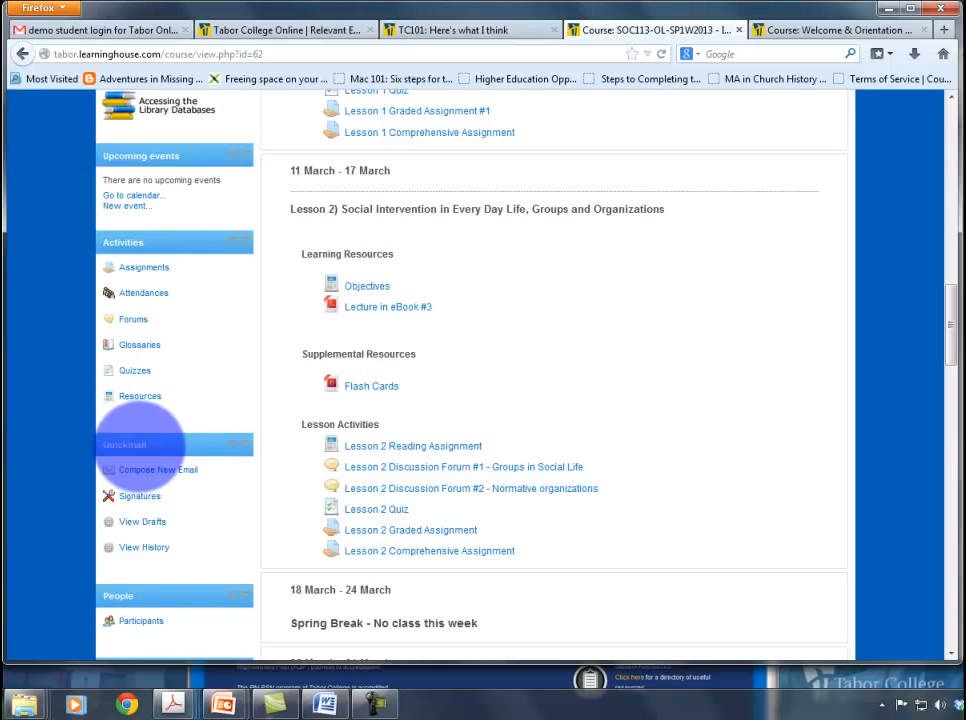 Firefox
demo student login for Tabor Onl...
Tabor College Online | Relevant E...
TC101: Here's what I think
Course: SOC113-OL-SP1W2013 - I...
Course: Welcome & Orientation ...
tabor.learninghouse.com/course/view.php?id=62
Google
Most Visited
Adventures in Missing ...
Freeing space on your ...
Mac 101: Six steps for t...
Higher Education Opp...
Steps to Completing t...
MA in Church History ...
Terms of Service | Cou...
Accessing the
Library Databases
Upcoming events
There are no upcoming events
Go to calendar...
New event...
Activities
Assignments
Attendances
Forums
Glossaries
Quizzes
Resources
Quickmail
Compose New Email
Signatures
View Drafts
View History
People
Participants
Lesson 1 Quiz
Lesson 1 Graded Assignment #1
Lesson 1 Comprehensive Assignment
11 March - 17 March
Lesson 2) Social Intervention in Every Day Life, Groups and Organizations
Learning Resources
Objectives
Lecture in eBook #3
Supplemental Resources
Flash Cards
Lesson Activities
Lesson 2 Reading Assignment
Lesson 2 Discussion Forum #1 - Groups in Social Life
Lesson 2 Discussion Forum #2 - Normative organizations
Lesson 2 Quiz
Lesson 2 Graded Assignment
Lesson 2 Comprehensive Assignment
18 March - 24 March
Spring Break - No class this week
Click here for a directory of useful
Tabor College